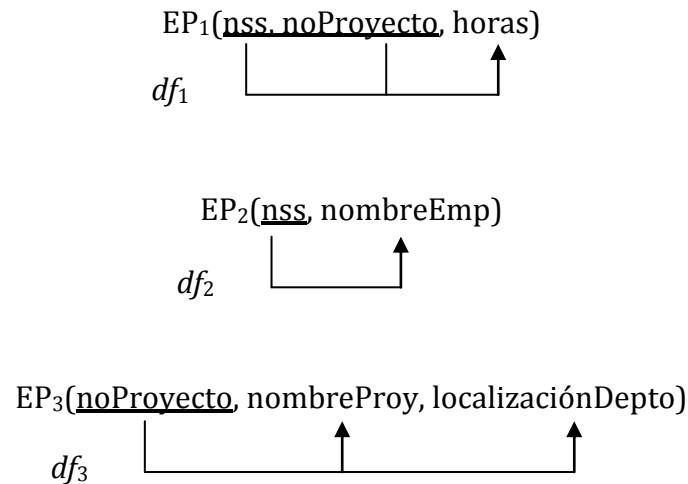 EP₁(nss, noProyecto, horas)
df₁
EP₂(nss, nombreEmp)
df₂
EP₃(noProyecto, nombreProy, localizaciónDepto)
df₃